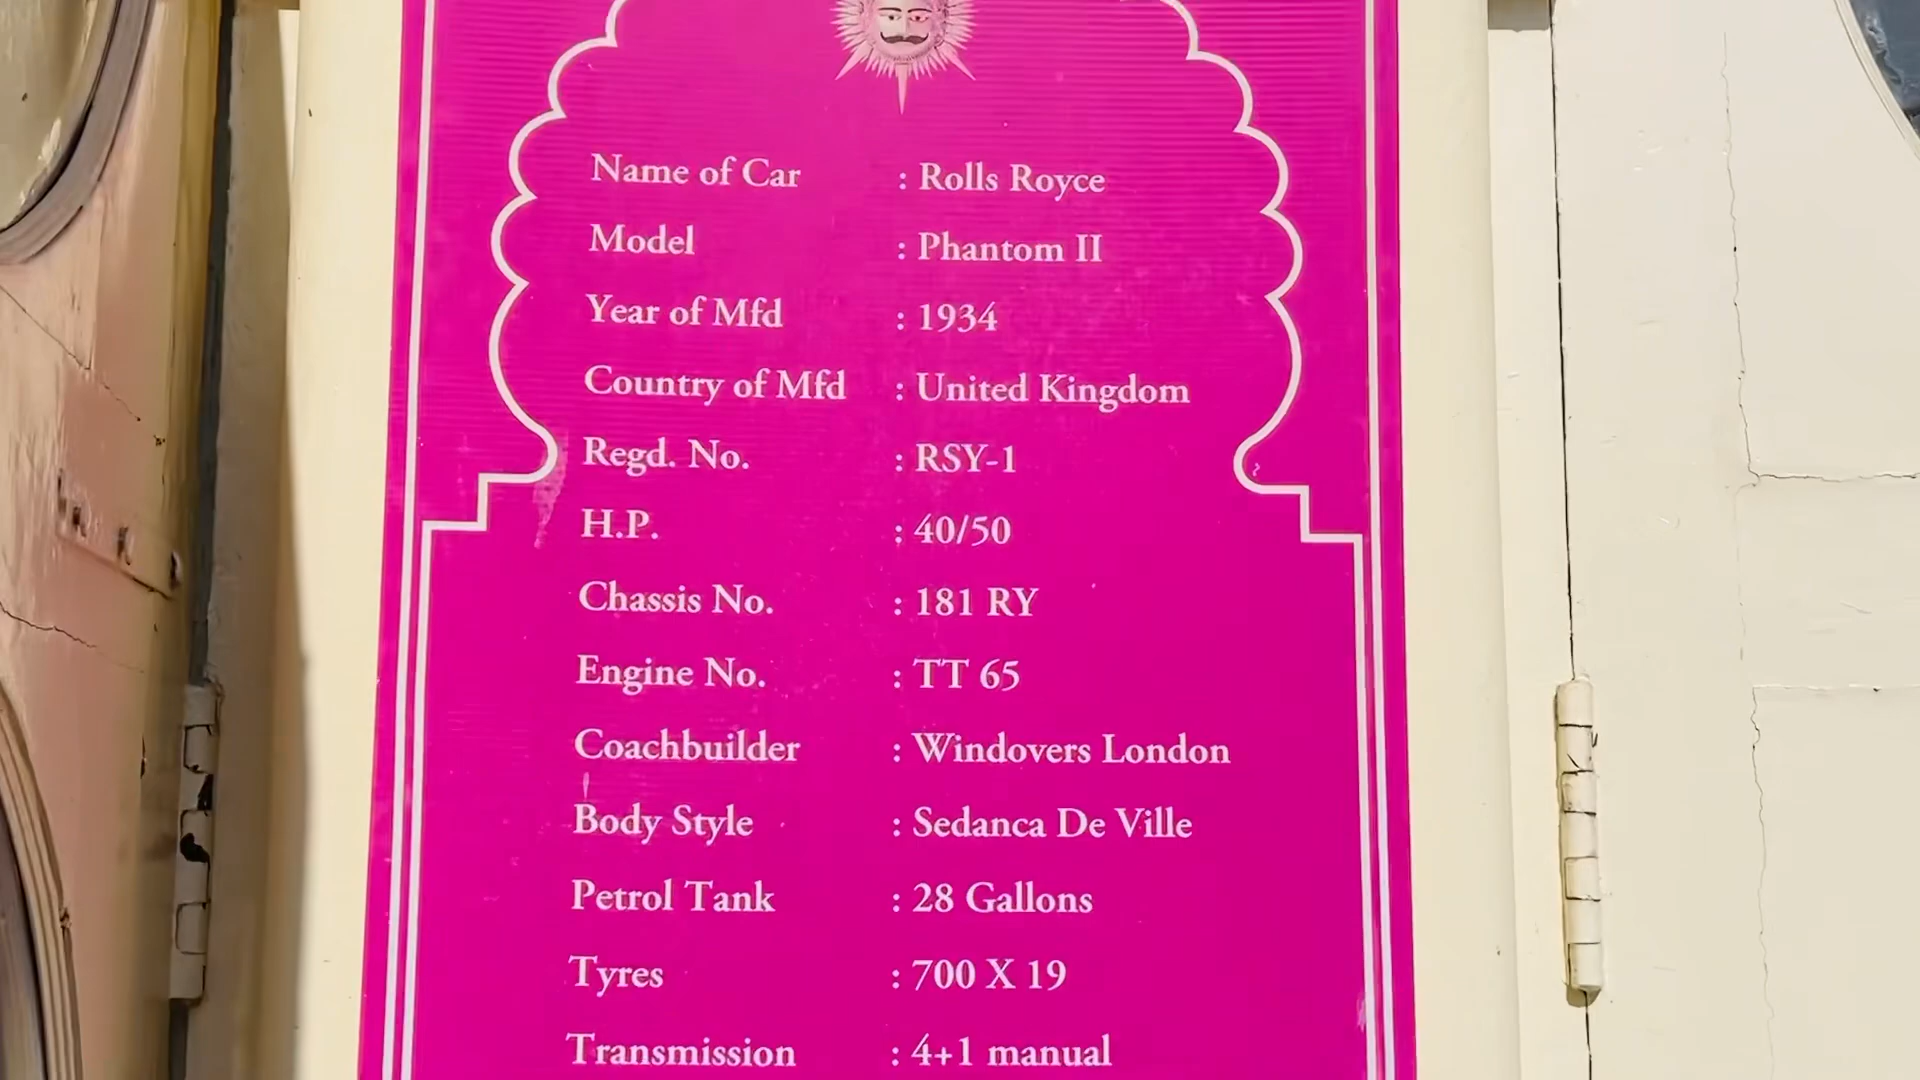 Name of Car : Rolls Royce
Model : Phantom II
Year of Mfd : 1934
Country of Mfd : United Kingdom
Regd. No. : RSY-1
H.P. : 40/50
Chassis No. : 181 RY
Engine No. : TT 65
Coachbuilder : Windovers London
Body Style : Sedanca De Ville
Petrol Tank : 28 Gallons
Tyres : 700 X 19
Transmission : 4+1 manual